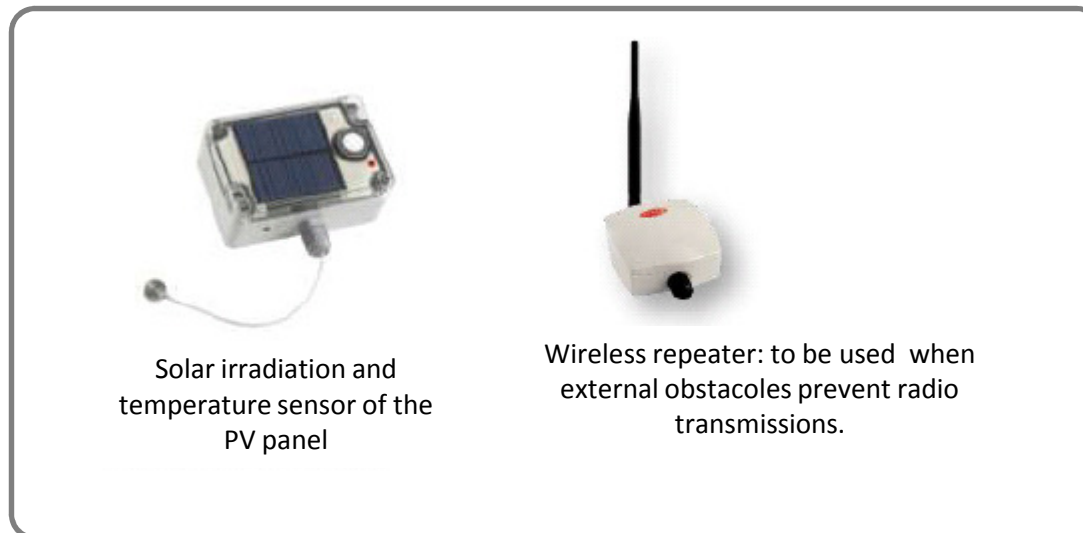 Solar irradiation and
temperature sensor of the
PV panel
Wireless repeater: to be used  when
external obstacoles prevent radio
transmissions.